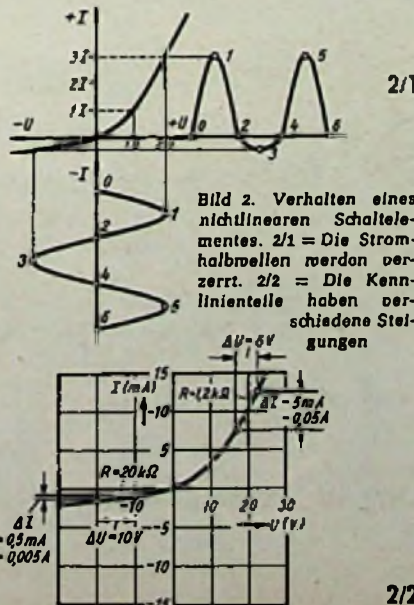 +I
3I
2I
1I
-U
+U
0
1
2
3
4
5
6
2/1
-I
0
1
2
3
4
5
6
Bild 2. Verhalten eines
nichtlinearen Schaltele-
mentes. 2/1 = Die Strom-
halbwellen werden ver-
zerrt. 2/2 = Die Kenn-
linienteile haben ver-
schiedene Stei-
gungen
ΔU=6V
I (mA)
15
R=1,2kΩ
ΔI=5mA
-0,05A
-10
5
R=20kΩ
-10
10
20
30
U (V)
ΔU=10V
ΔI
=0,5mA
=0,005A
-5
-10
-15
2/2